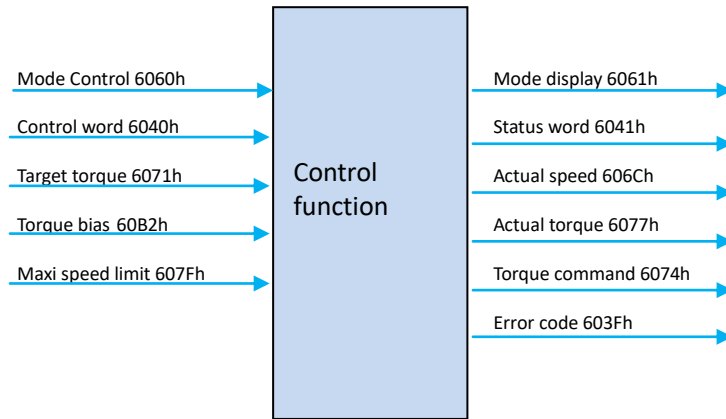 Mode Control 6060h
Control word 6040h
Target torque 6071h
Torque bias 60B2h
Maxi speed limit 607Fh
Control
function
Mode display 6061h
Status word 6041h
Actual speed 606Ch
Actual torque 6077h
Torque command 6074h
Error code 603Fh